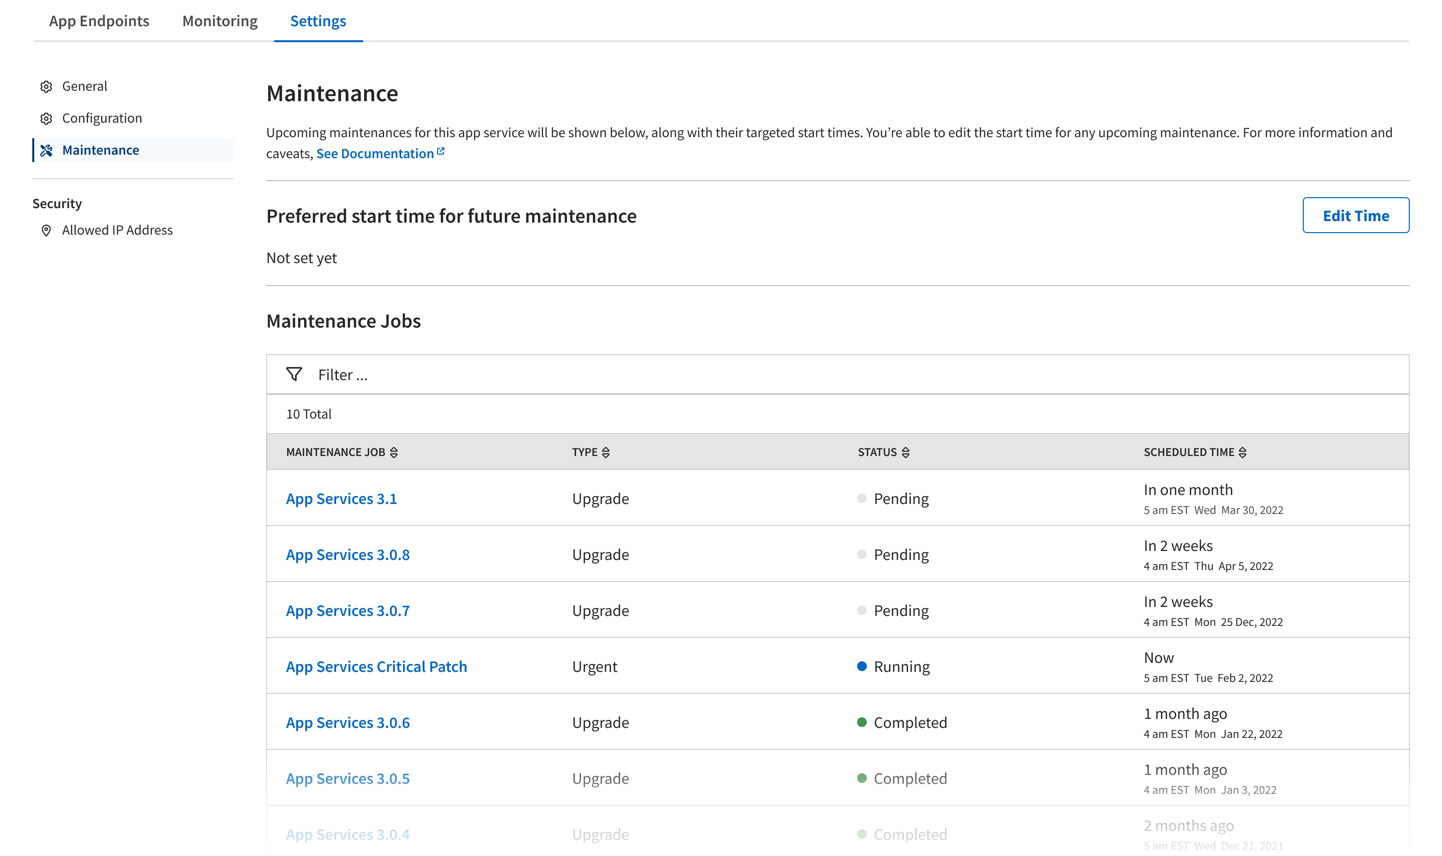 App Endpoints Monitoring Settings
General
Configuration
Maintenance
Security
Allowed IP Address
Maintenance
Upcoming maintenances for this app service will be shown below, along with their targeted start times. You’re able to edit the start time for any upcoming maintenance. For more information and
caveats, See Documentation
Preferred start time for future maintenance
Edit Time
Not set yet
Maintenance Jobs
Filter ...
10 Total
MAINTENANCE JOB TYPE STATUS SCHEDULED TIME
App Services 3.1 Upgrade Pending In one month
5 am EST Wed Mar 30, 2022
App Services 3.0.8 Upgrade Pending In 2 weeks
4 am EST Thu Apr 5, 2022
App Services 3.0.7 Upgrade Pending In 2 weeks
4 am EST Mon 25 Dec, 2022
App Services Critical Patch Urgent Running Now
5 am EST Tue Feb 2, 2022
App Services 3.0.6 Upgrade Completed 1 month ago
4 am EST Mon Jan 22, 2022
App Services 3.0.5 Upgrade Completed 1 month ago
4 am EST Mon Jan 3, 2022
App Services 3.0.4 Upgrade Completed 2 months ago
5 am EST Wed Dec 21, 2021